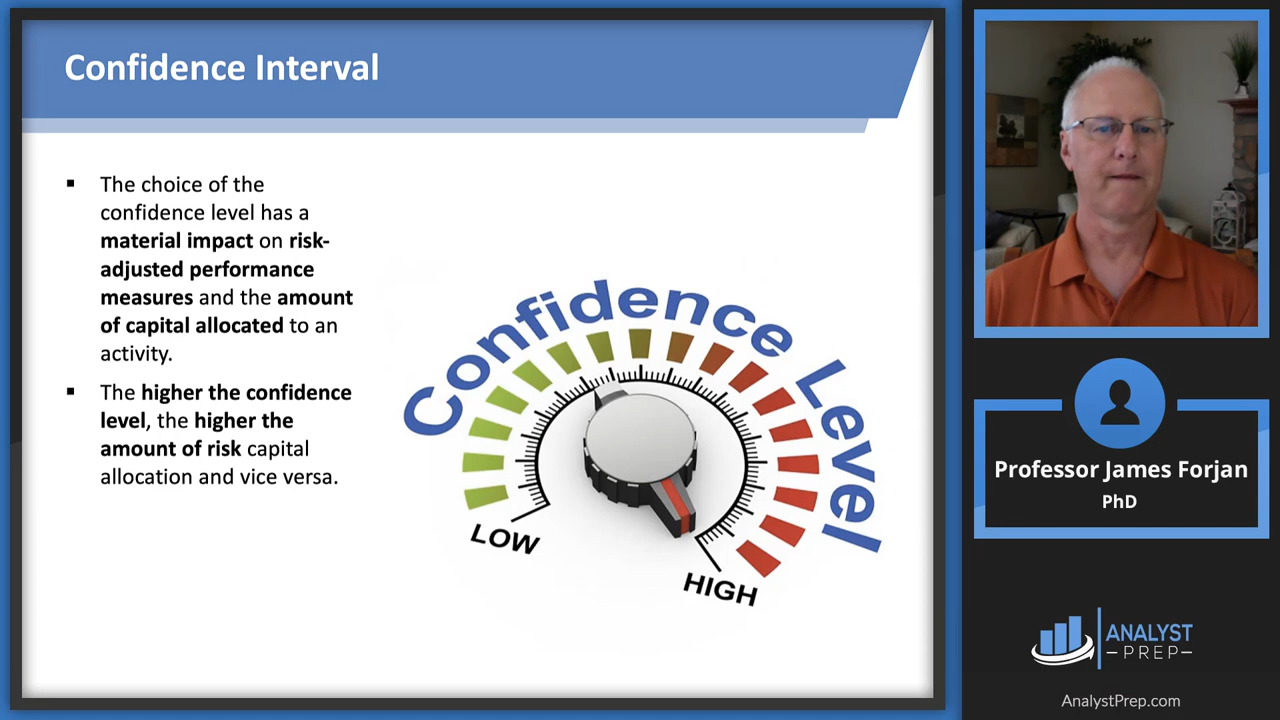 Confidence Interval
▪ The choice of the
confidence level has a
material impact on risk-
adjusted performance
measures and the amount
of capital allocated to an
activity.
▪ The higher the confidence
level, the higher the
amount of risk capital
allocation and vice versa.
Confidence Level
LOW
HIGH
Professor James Forjan
PhD
ANALYST
–PREP–
AnalystPrep.com